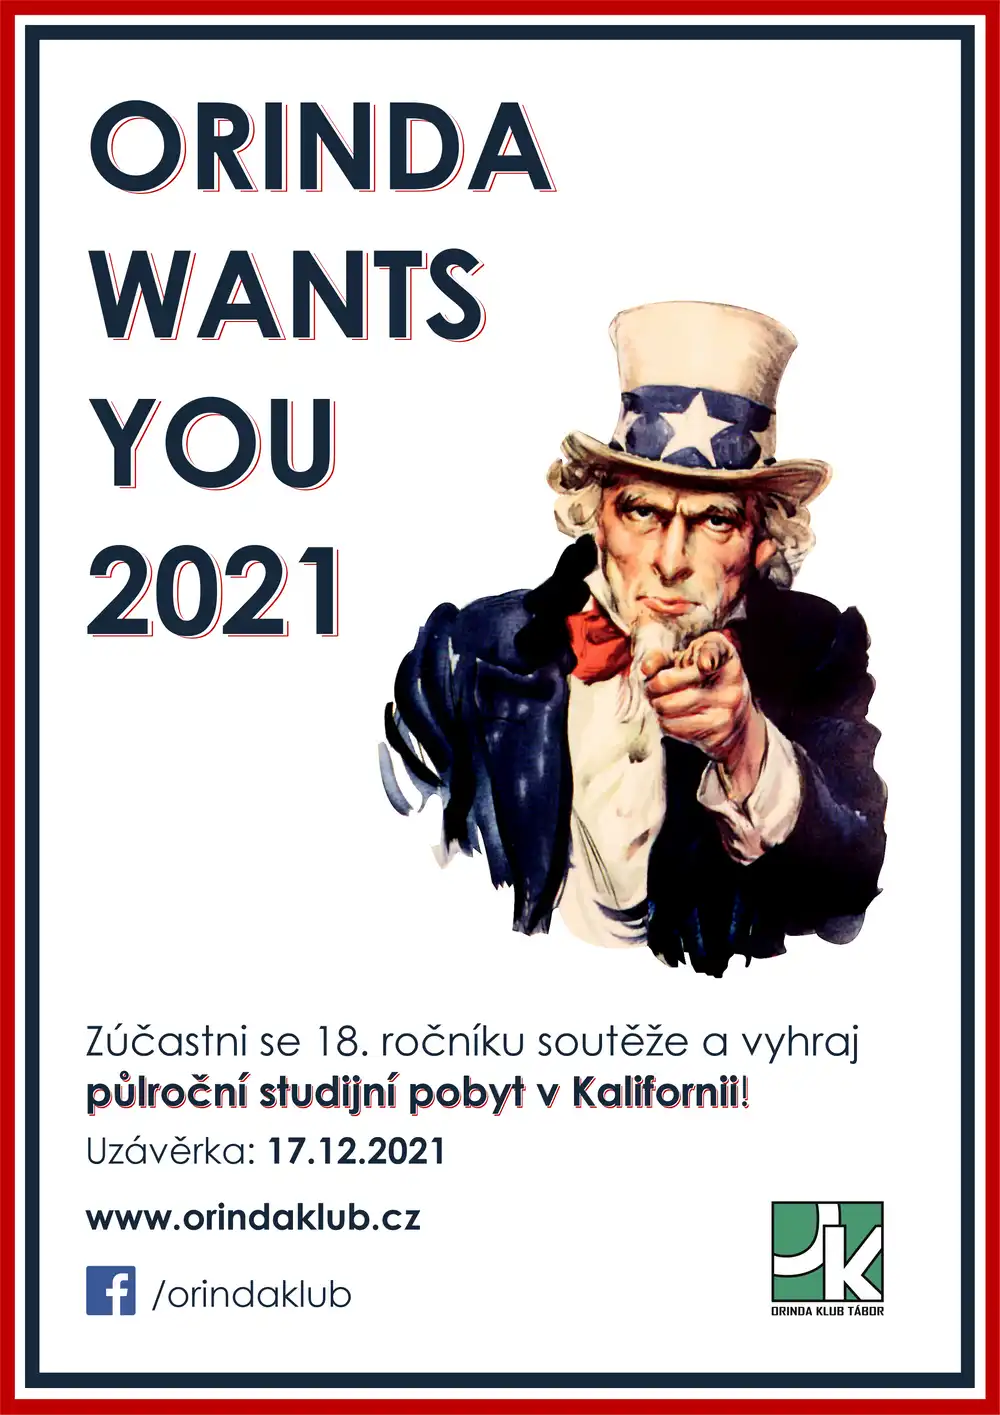 ORINDA
WANTS
YOU
2021
Zúčastni se 18. ročníku soutěže a vyhraj
půlroční studijní pobyt v Kalifornii!
Uzávěrka: 17.12.2021
www.orindaklub.cz
/orindaklub
ORINDA KLUB TÁBOR